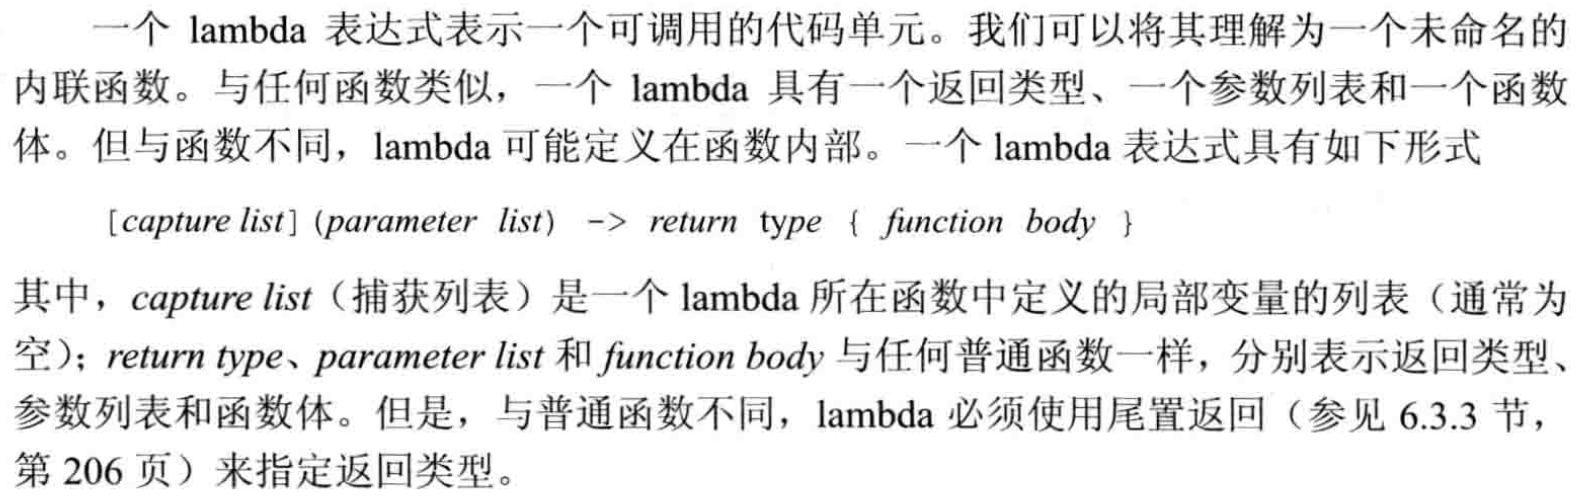 一个 lambda 表达式表示一个可调用的代码单元。我们可以将其理解为一个未命名的
内联函数。与任何函数类似，一个 lambda 具有一个返回类型、一个参数列表和一个函数
体。但与函数不同，lambda 可能定义在函数内部。一个 lambda 表达式具有如下形式
[capture list] (parameter list) -> return type { function body }
其中，capture list（捕获列表）是一个 lambda 所在函数中定义的局部变量的列表（通常为
空）；return type、parameter list 和 function body 与任何普通函数一样，分别表示返回类型、
参数列表和函数体。但是，与普通函数不同，lambda 必须使用尾置返回（参见 6.3.3 节，
第 206 页）来指定返回类型。